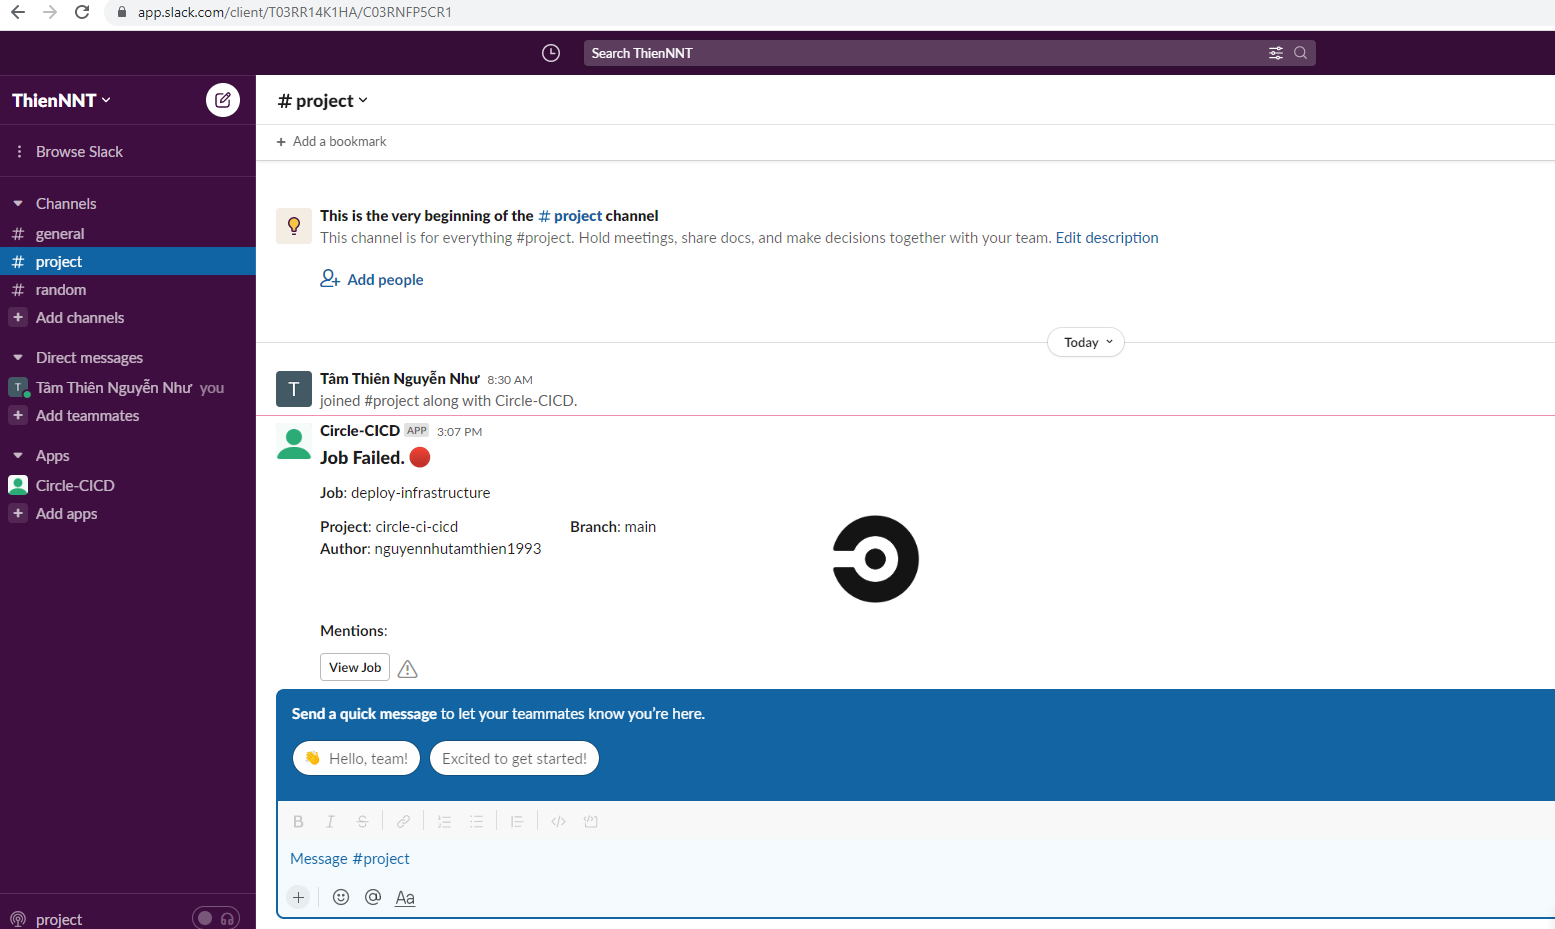 app.slack.com/client/T03RR14K1HA/C03RNFP5CR1
Search ThienNNT
ThienNNT
Browse Slack
Channels
# general
# project
# random
+ Add channels
Direct messages
T Tâm Thiên Nguyễn Như you
+ Add teammates
Apps
Circle-CICD
+ Add apps
project
# project
+ Add a bookmark
This is the very beginning of the # project channel
This channel is for everything #project. Hold meetings, share docs, and make decisions together with your team. Edit description
Add people
Today
T
Tâm Thiên Nguyễn Như 8:30 AM
joined #project along with Circle-CICD.
Circle-CICD APP 3:07 PM
Job Failed.
Job: deploy-infrastructure
Project: circle-ci-cicd Branch: main
Author: nguyennhutamthien1993
Mentions:
View Job
Send a quick message to let your teammates know you're here.
Hello, team! Excited to get started!
B I S
Message #project
+ @ Aa